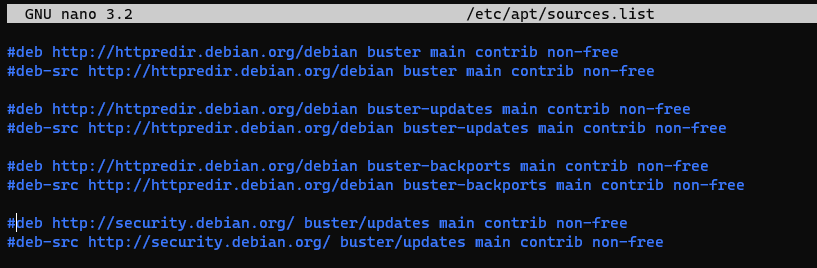 GNU nano 3.2 /etc/apt/sources.list
#deb http://httpredir.debian.org/debian buster main contrib non-free
#deb-src http://httpredir.debian.org/debian buster main contrib non-free
#deb http://httpredir.debian.org/debian buster-updates main contrib non-free
#deb-src http://httpredir.debian.org/debian buster-updates main contrib non-free
#deb http://httpredir.debian.org/debian buster-backports main contrib non-free
#deb-src http://httpredir.debian.org/debian buster-backports main contrib non-free
#deb http://security.debian.org/ buster/updates main contrib non-free
#deb-src http://security.debian.org/ buster/updates main contrib non-free